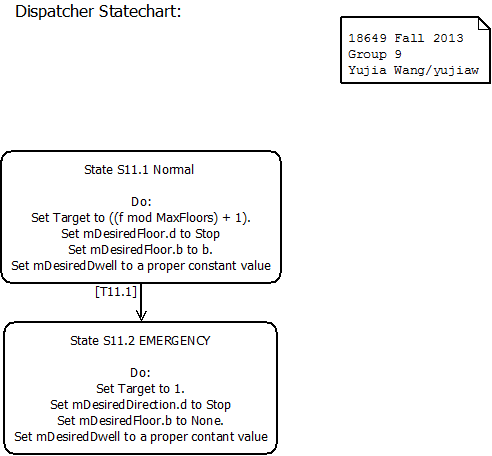 Dispatcher Statechart:
18649 Fall 2013
Group 9
Yujia Wang/yujiaw
State S11.1 Normal
Do:
Set Target to ((f mod MaxFloors) + 1).
Set mDesiredFloor.d to Stop
Set mDesiredFloor.b to b.
Set mDesiredDwell to a proper constant value
[T11.1]
State S11.2 EMERGENCY
Do:
Set Target to 1.
Set mDesiredDirection.d to Stop
Set mDesiredFloor.b to None.
Set mDesiredDwell to a proper contant value